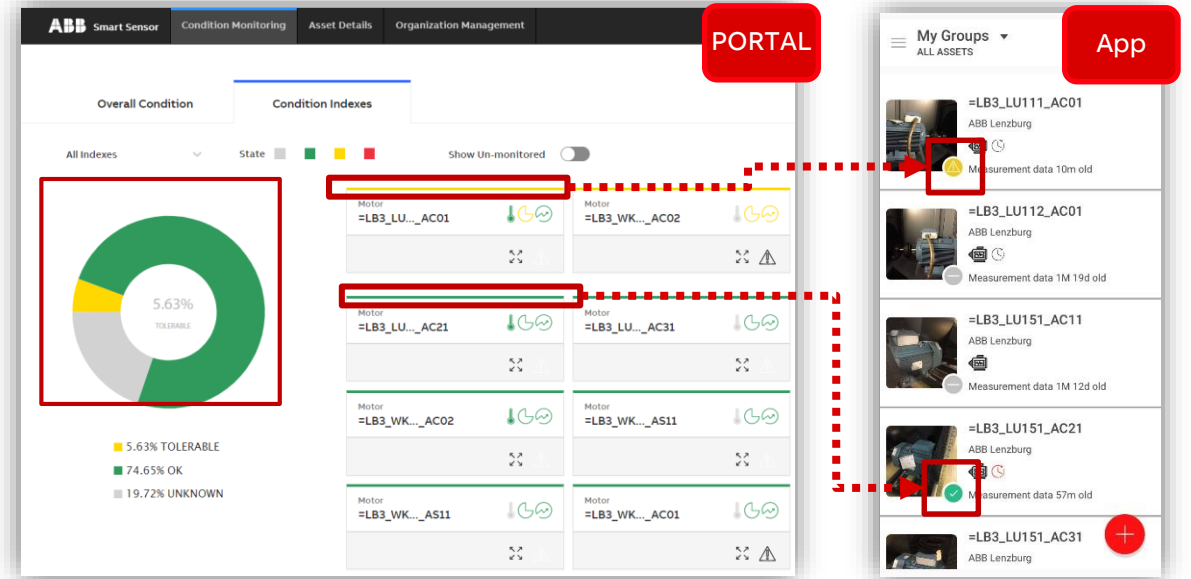 ABB Smart Sensor Condition Monitoring Asset Details Organization Management
PORTAL
Overall Condition Condition Indexes
All Indexes State Show Un-monitored
Motor
=LB3_LU..._AC01
Motor
=LB3_WK..._AC02
5.63%
TOLERABLE
Motor
=LB3_LU..._AC21
Motor
=LB3_LU..._AC31
Motor
=LB3_WK..._AC02
Motor
=LB3_WK..._AS11
Motor
=LB3_WK..._AS11
Motor
=LB3_WK..._AC01
5.63% TOLERABLE
74.65% OK
19.72% UNKNOWN
My Groups
ALL ASSETS
App
=LB3_LU111_AC01
ABB Lenzburg
Measurement data 10m old
=LB3_LU112_AC01
ABB Lenzburg
Measurement data 1M 19d old
=LB3_LU151_AC11
ABB Lenzburg
Measurement data 1M 12d old
=LB3_LU151_AC21
ABB Lenzburg
Measurement data 57m old
=LB3_LU151_AC31
ABB Lenzburg